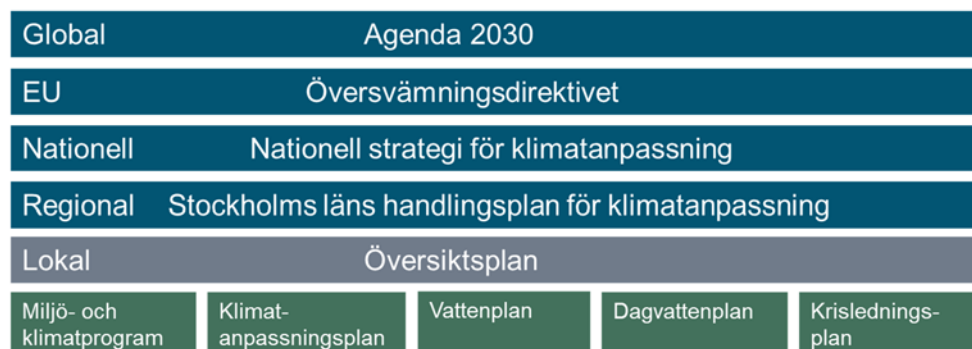 Global Agenda 2030
EU Översvämningsdirektivet
Nationell Nationell strategi för klimatanpassning
Regional Stockholms läns handlingsplan för klimatanpassning
Lokal Översiktsplan
Miljö- och
klimatprogram
Klimat-
anpassningsplan
Vattenplan
Dagvattenplan
Krislednings-
plan